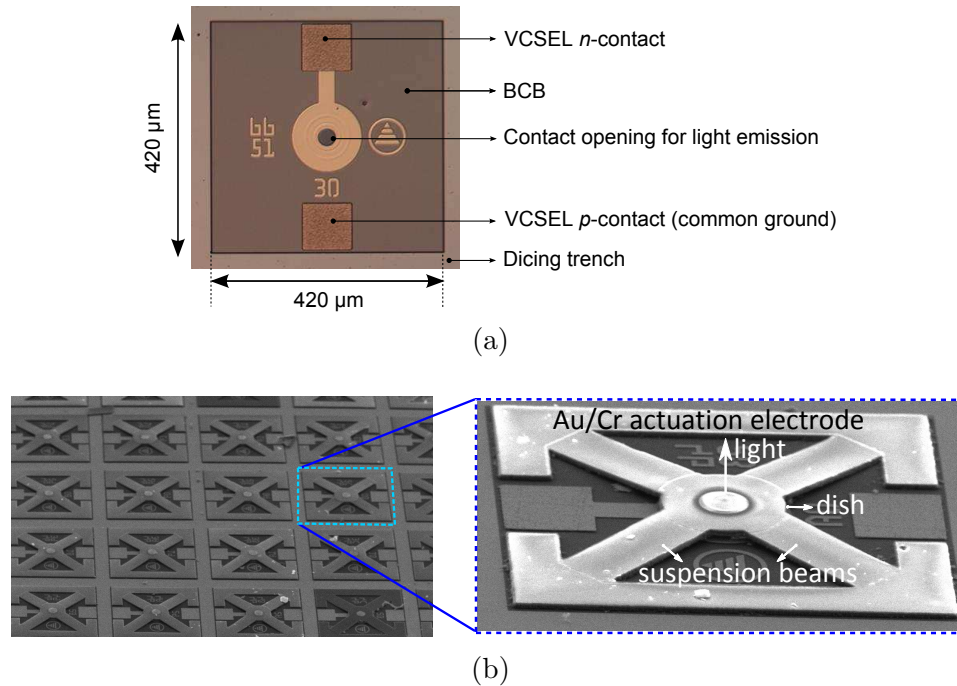 VCSEL n-contact
BCB
420 µm
Contact opening for light emission
66
51
30
VCSEL p-contact (common ground)
Dicing trench
420 µm
(a)
Au/Cr actuation electrode
light
dish
suspension beams
(b)